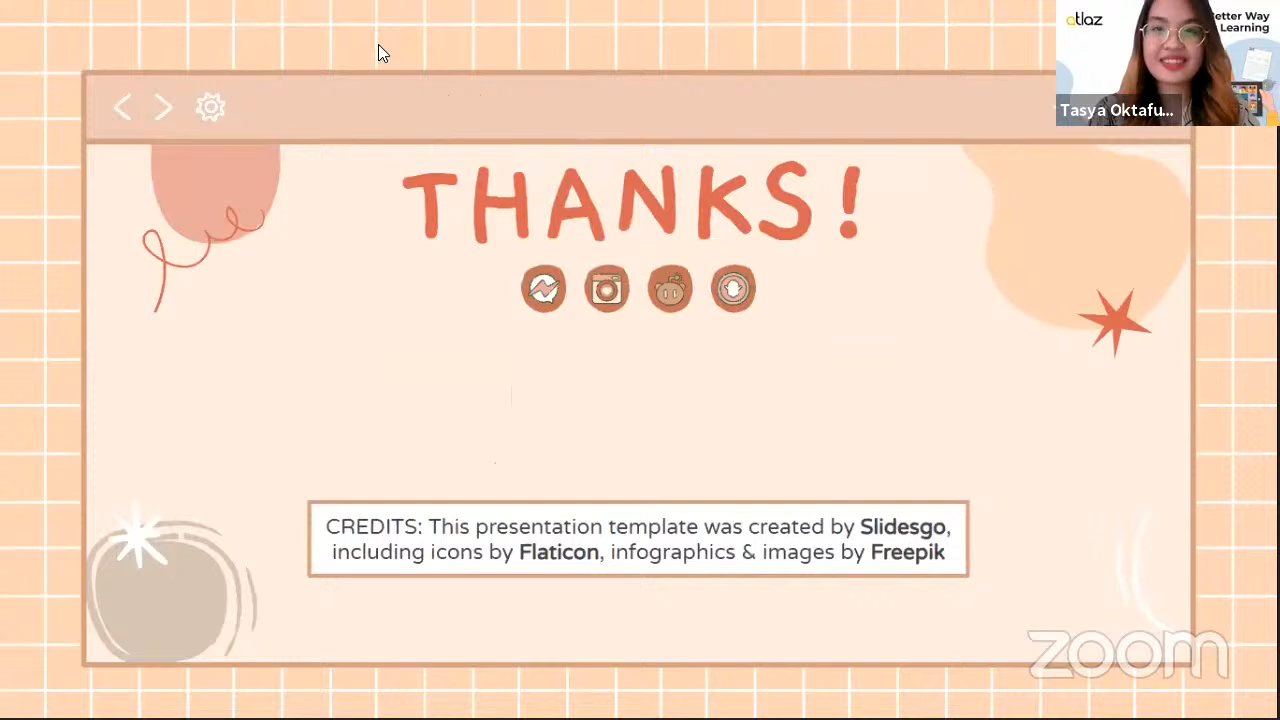 atlaz
etter Way
Learning
Tasya Oktafu...
THANKS!
CREDITS: This presentation template was created by Slidesgo,
including icons by Flaticon, infographics & images by Freepik
zoom